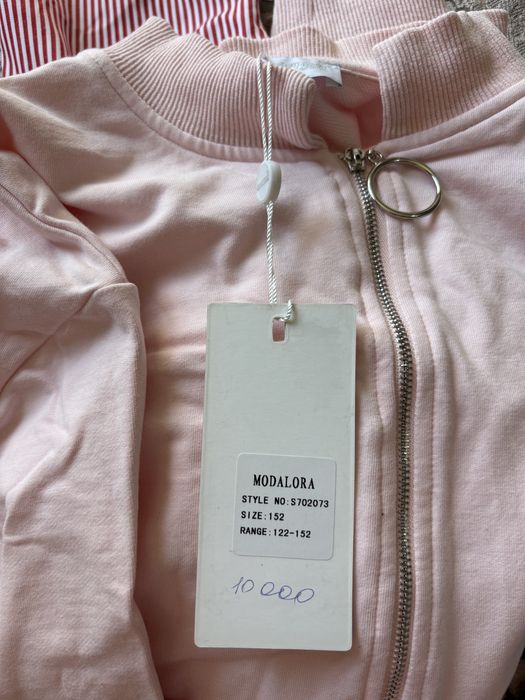 MODALORA
STYLE NO:S702073
SIZE:152
RANGE:122-152
10 000